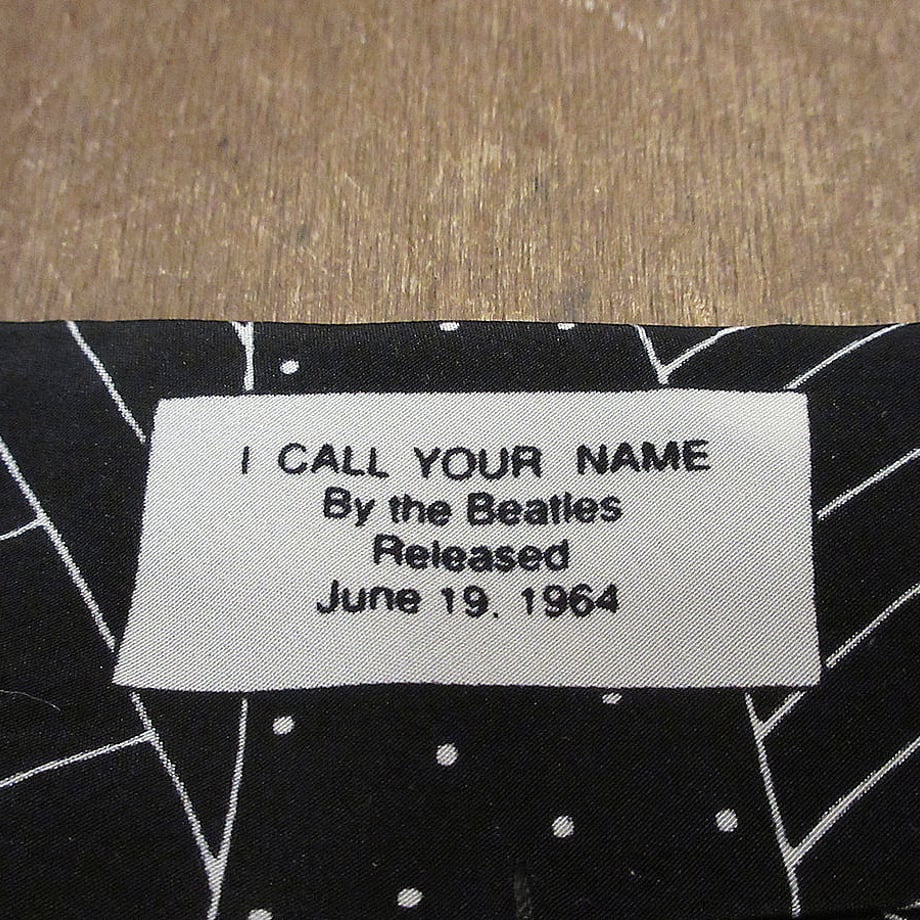 I CALL YOUR NAME
By the Beatles
Released
June 19, 1964